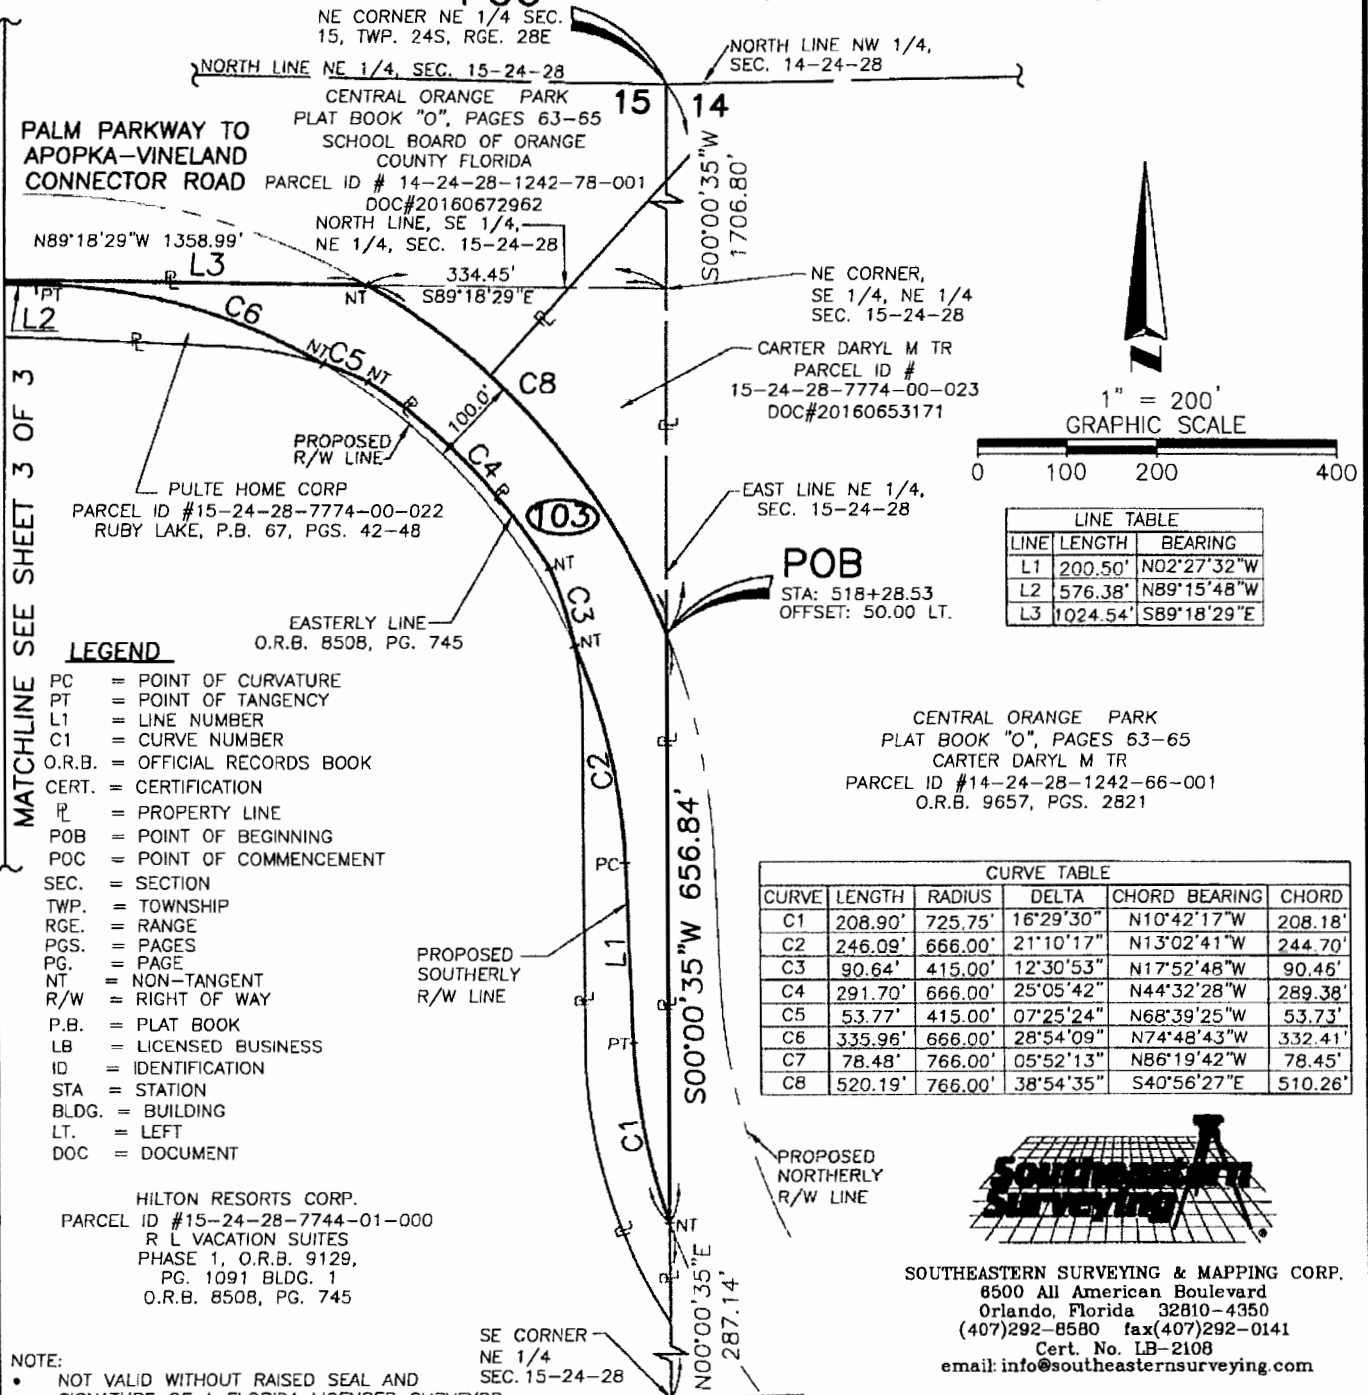 NE CORNER NE 1/4 SEC.
15, TWP. 24S, RGE. 28E
NORTH LINE NW 1/4,
SEC. 14-24-28
NORTH LINE NE 1/4, SEC. 15-24-28
15 14
CENTRAL ORANGE PARK
PLAT BOOK "O", PAGES 63-65
SCHOOL BOARD OF ORANGE
COUNTY FLORIDA
PARCEL ID # 14-24-28-1242-78-001
DOC#20160672962
PALM PARKWAY TO
APOPKA-VINELAND
CONNECTOR ROAD
S00°00'35"W
1706.80'
NORTH LINE, SE 1/4,
NE 1/4, SEC. 15-24-28
N89°18'29"W 1358.99'
L3
334.45'
S89°18'29"E
NT
PT
L2
C6
NT
C5
NT
NE CORNER,
SE 1/4, NE 1/4
SEC. 15-24-28
CARTER DARYL M TR
PARCEL ID #
15-24-28-7774-00-023
DOC#20160653171
C8
100.0'
C4
103
PROPOSED
R/W LINE
PULTE HOME CORP
PARCEL ID #15-24-28-7774-00-022
RUBY LAKE, P.B. 67, PGS. 42-48
MATCHLINE SEE SHEET 3 OF 3
1" = 200'
GRAPHIC SCALE
0 100 200 400
EAST LINE NE 1/4,
SEC. 15-24-28
LINE TABLE
LINE LENGTH BEARING
L1 200.50' N02°27'32"W
L2 576.38' N89°15'48"W
L3 1024.54' S89°18'29"E
POB
STA: 518+28.53
OFFSET: 50.00 LT.
NT
C3
NT
EASTERLY LINE
O.R.B. 8508, PG. 745
LEGEND
PC = POINT OF CURVATURE
PT = POINT OF TANGENCY
L1 = LINE NUMBER
C1 = CURVE NUMBER
O.R.B. = OFFICIAL RECORDS BOOK
CERT. = CERTIFICATION
PL = PROPERTY LINE
POB = POINT OF BEGINNING
POC = POINT OF COMMENCEMENT
SEC. = SECTION
TWP. = TOWNSHIP
RGE. = RANGE
PGS. = PAGES
PG. = PAGE
NT = NON-TANGENT
R/W = RIGHT OF WAY
P.B. = PLAT BOOK
LB = LICENSED BUSINESS
ID = IDENTIFICATION
STA = STATION
BLDG. = BUILDING
LT. = LEFT
DOC = DOCUMENT
C2
PC
L1
PT
C1
NT
S00°00'35"W 656.84'
PROPOSED
SOUTHERLY
R/W LINE
CENTRAL ORANGE PARK
PLAT BOOK "O", PAGES 63-65
CARTER DARYL M TR
PARCEL ID #14-24-28-1242-66-001
O.R.B. 9657, PGS. 2821
CURVE TABLE
CURVE LENGTH RADIUS DELTA CHORD BEARING CHORD
C1 208.90' 725.75' 16°29'30" N10°42'17"W 208.18'
C2 246.09' 666.00' 21°10'17" N13°02'41"W 244.70'
C3 90.64' 415.00' 12°30'53" N17°52'48"W 90.46'
C4 291.70' 666.00' 25°05'42" N44°32'28"W 289.38'
C5 53.77' 415.00' 07°25'24" N68°39'25"W 53.73'
C6 335.96' 666.00' 28°54'09" N74°48'43"W 332.41'
C7 78.48' 766.00' 05°52'13" N86°19'42"W 78.45'
C8 520.19' 766.00' 38°54'35" S40°56'27"E 510.26'
PROPOSED
NORTHERLY
R/W LINE
HILTON RESORTS CORP.
PARCEL ID #15-24-28-7744-01-000
R L VACATION SUITES
PHASE 1, O.R.B. 9129,
PG. 1091 BLDG. 1
O.R.B. 8508, PG. 745
Southeastern
Surveying
SOUTHEASTERN SURVEYING & MAPPING CORP.
6500 All American Boulevard
Orlando, Florida 32810-4350
(407)292-8580 fax(407)292-0141
Cert. No. LB-2108
email: info@southeasternsurveying.com
N00°00'35"E
287.14'
SE CORNER
NE 1/4
SEC. 15-24-28
NOTE:
• NOT VALID WITHOUT RAISED SEAL AND